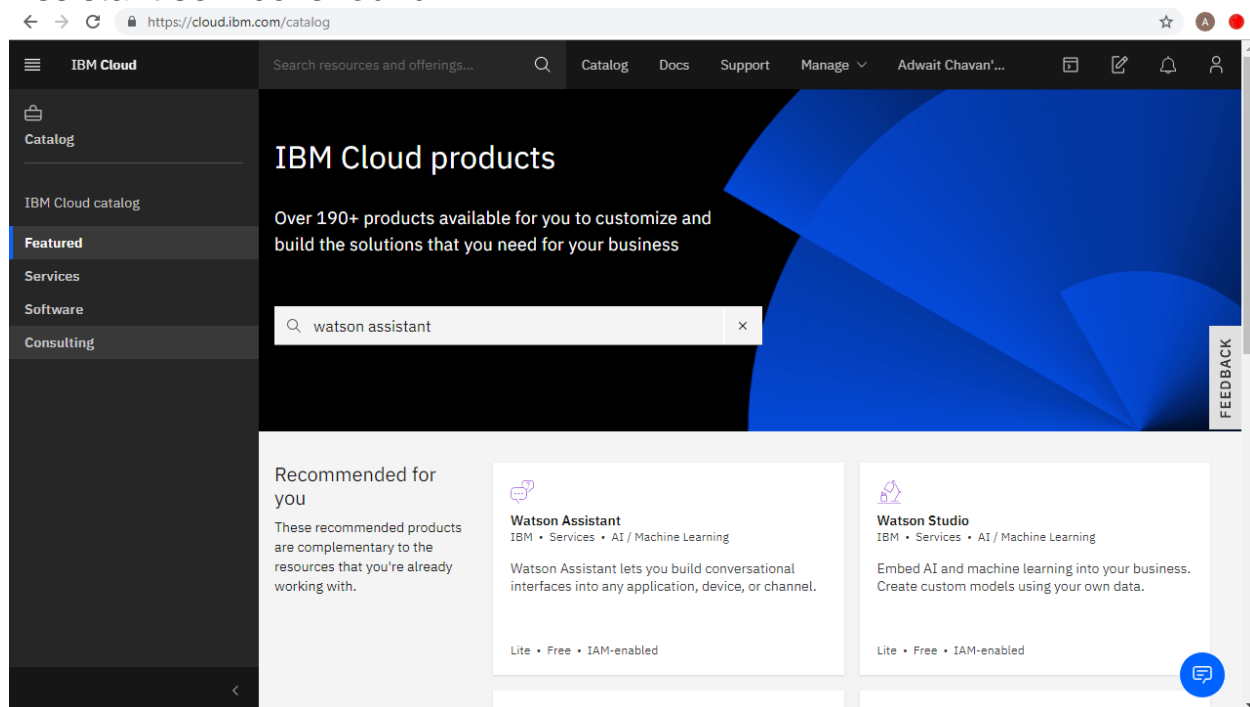 https://cloud.ibm.com/catalog
A
IBM Cloud
Search resources and offerings...
Catalog
Docs
Support
Manage
Adwait Chavan'...
Catalog
IBM Cloud catalog
Featured
Services
Software
Consulting
IBM Cloud products
Over 190+ products available for you to customize and
build the solutions that you need for your business
watson assistant
FEEDBACK
Recommended for
you
These recommended products
are complementary to the
resources that you're already
working with.
Watson Assistant
IBM • Services • AI / Machine Learning
Watson Assistant lets you build conversational
interfaces into any application, device, or channel.
Lite • Free • IAM-enabled
Watson Studio
IBM • Services • AI / Machine Learning
Embed AI and machine learning into your business.
Create custom models using your own data.
Lite • Free • IAM-enabled